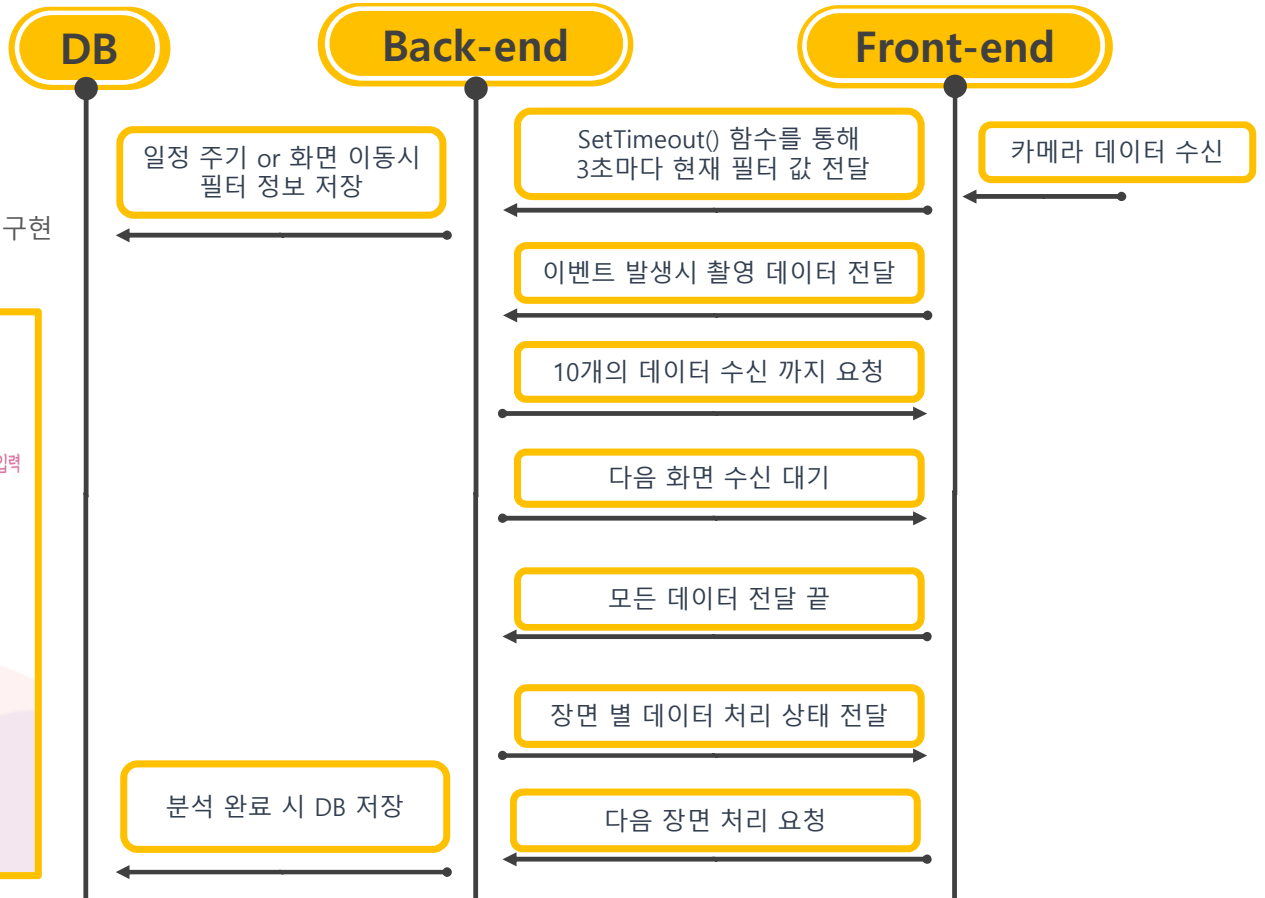 DB
Back-end
Front-end
일정 주기 or 화면 이동시
필터 정보 저장
SetTimeout() 함수를 통해
3초마다 현재 필터 값 전달
카메라 데이터 수신
구현
이벤트 발생시 촬영 데이터 전달
10개의 데이터 수신 까지 요청
입력
다음 화면 수신 대기
모든 데이터 전달 끝
장면 별 데이터 처리 상태 전달
분석 완료 시 DB 저장
다음 장면 처리 요청